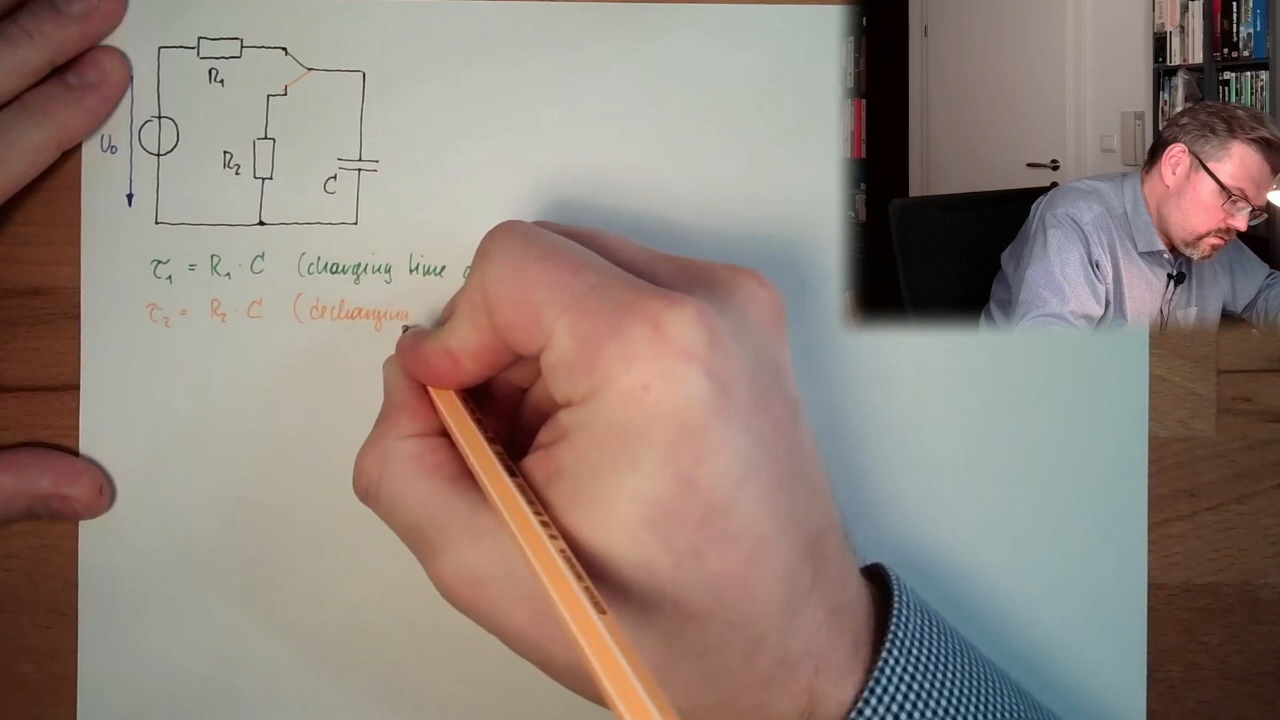 R₁
U₀
R₂
C
τ₁ = R₁ · C (charging time
τ₂ = R₂ · C (decharging